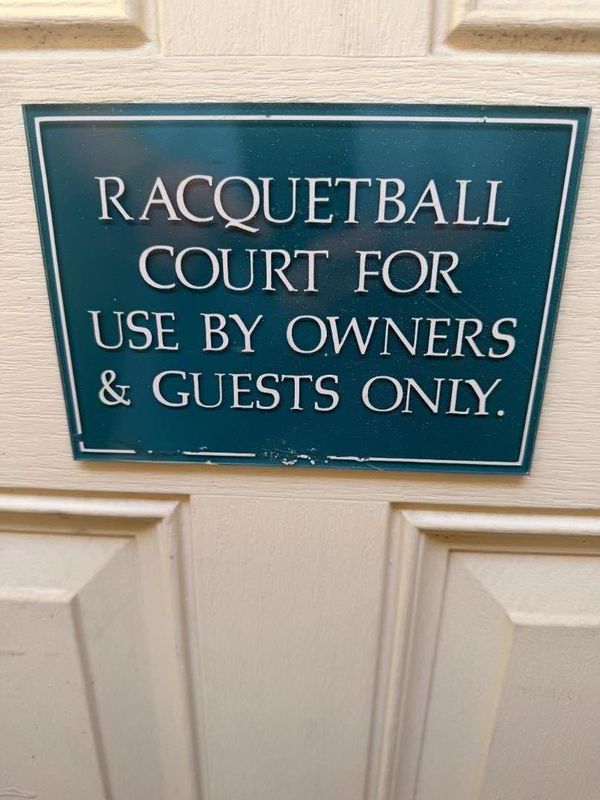 RACQUETBALL
COURT FOR
USE BY OWNERS
& GUESTS ONLY.